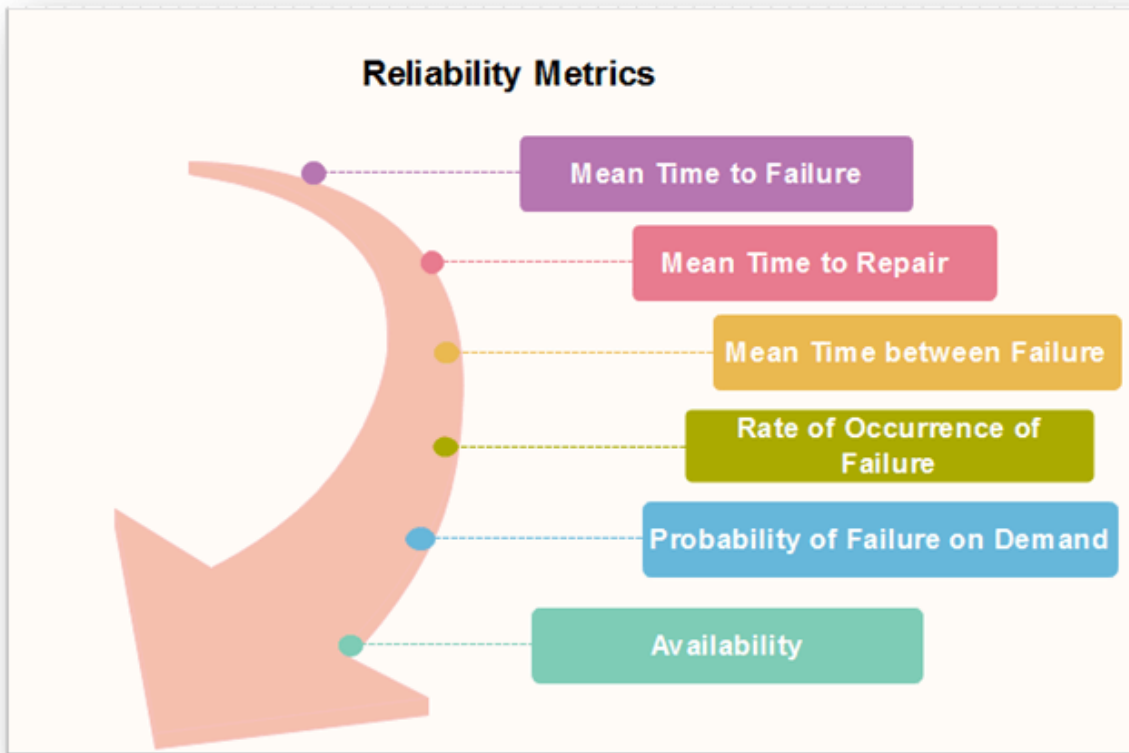 Reliability Metrics
Mean Time to Failure
Mean Time to Repair
Mean Time between Failure
Rate of Occurrence of
Failure
Probability of Failure on Demand
Availability